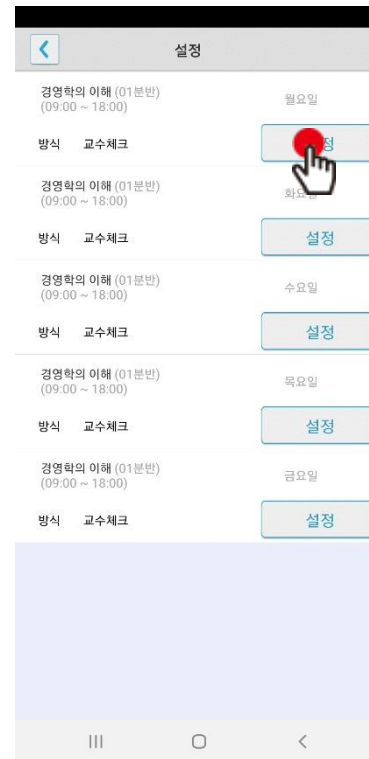 설정
경영학의 이해 (01분반) 월요일
(09:00 ~ 18:00)
방식 교수체크
경영학의 이해 (01분반)
(09:00 ~ 18:00)
방식 교수체크 설정
경영학의 이해 (01분반) 수요일
(09:00 ~ 18:00)
방식 교수체크 설정
경영학의 이해 (01분반) 목요일
(09:00 ~ 18:00)
방식 교수체크 설정
경영학의 이해 (01분반) 금요일
(09:00 ~ 18:00)
방식 교수체크 설정